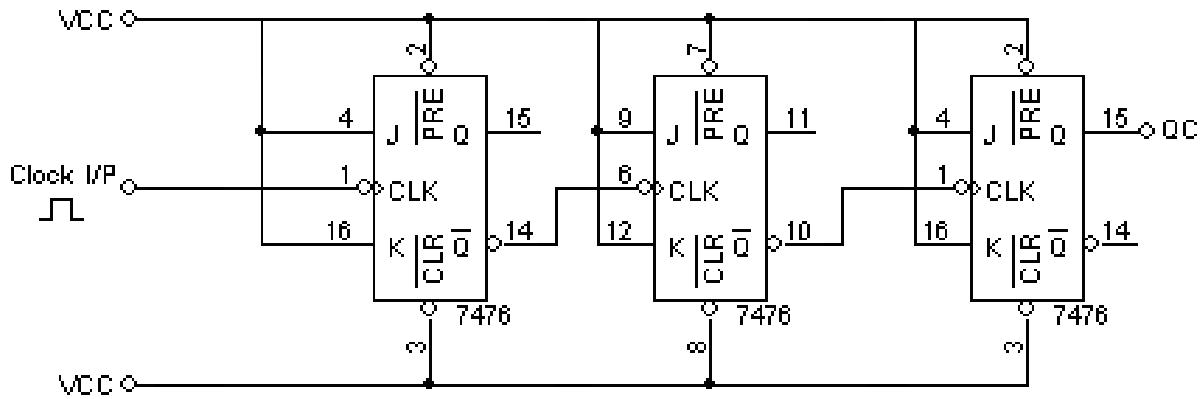 VCC
2
7
2
4
J
PRE
Q
15
9
J
PRE
Q
11
4
J
PRE
Q
15
QC
Clock I/P
1
CLK
6
CLK
1
CLK
16
K
CLR
Q
14
12
K
CLR
Q
10
16
K
CLR
Q
14
7476
7476
7476
3
8
3
VCC